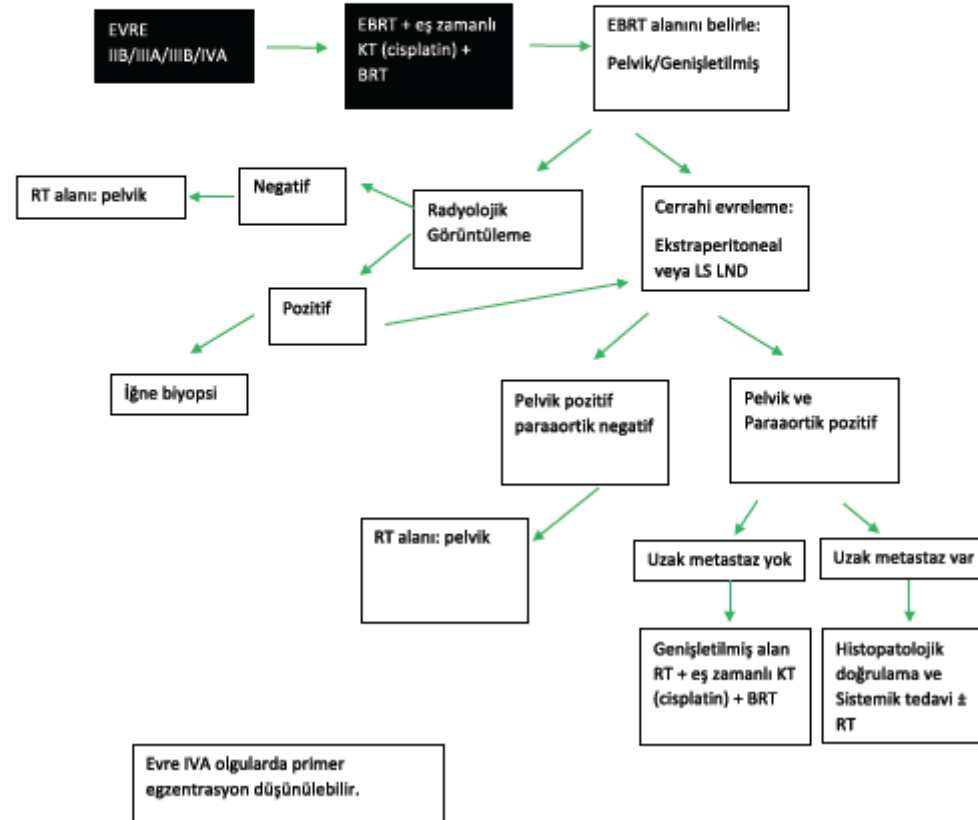 EVRE
IIB/IIIA/IIIB/IVA
EBRT + eş zamanlı
KT (cisplatin) +
BRT
EBRT alanını belirle:
Pelvik/Genişletilmiş
RT alanı: pelvik
Negatif
Radyolojik
Görüntüleme
Cerrahi evreleme:
Ekstraperitoneal
veya LS LND
Pozitif
İğne biyopsi
Pelvik pozitif
paraaortik negatif
Pelvik ve
Paraaortik pozitif
RT alanı: pelvik
Uzak metastaz yok
Uzak metastaz var
Genişletilmiş alan
RT + eş zamanlı KT
(cisplatin) + BRT
Histopatolojik
doğrulama ve
Sistemik tedavi ±
RT
Evre IVA olgularda primer
egzentrasyon düşünülebilir.